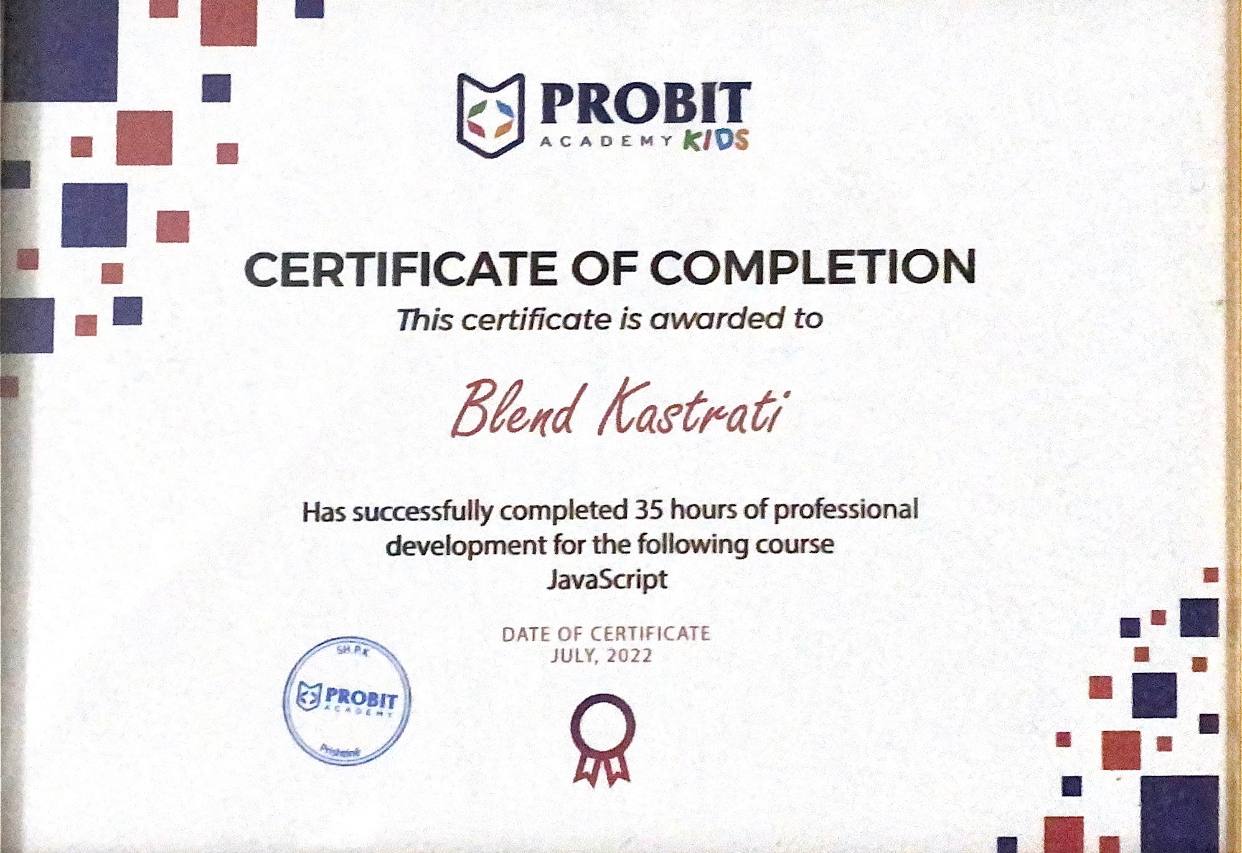 PROBIT
ACADEMY KIDS
CERTIFICATE OF COMPLETION
This certificate is awarded to
Blend Kastrati
Has successfully completed 35 hours of professional
development for the following course
JavaScript
DATE OF CERTIFICATE
JULY, 2022
SH.P.K
PROBIT
ACADEMY